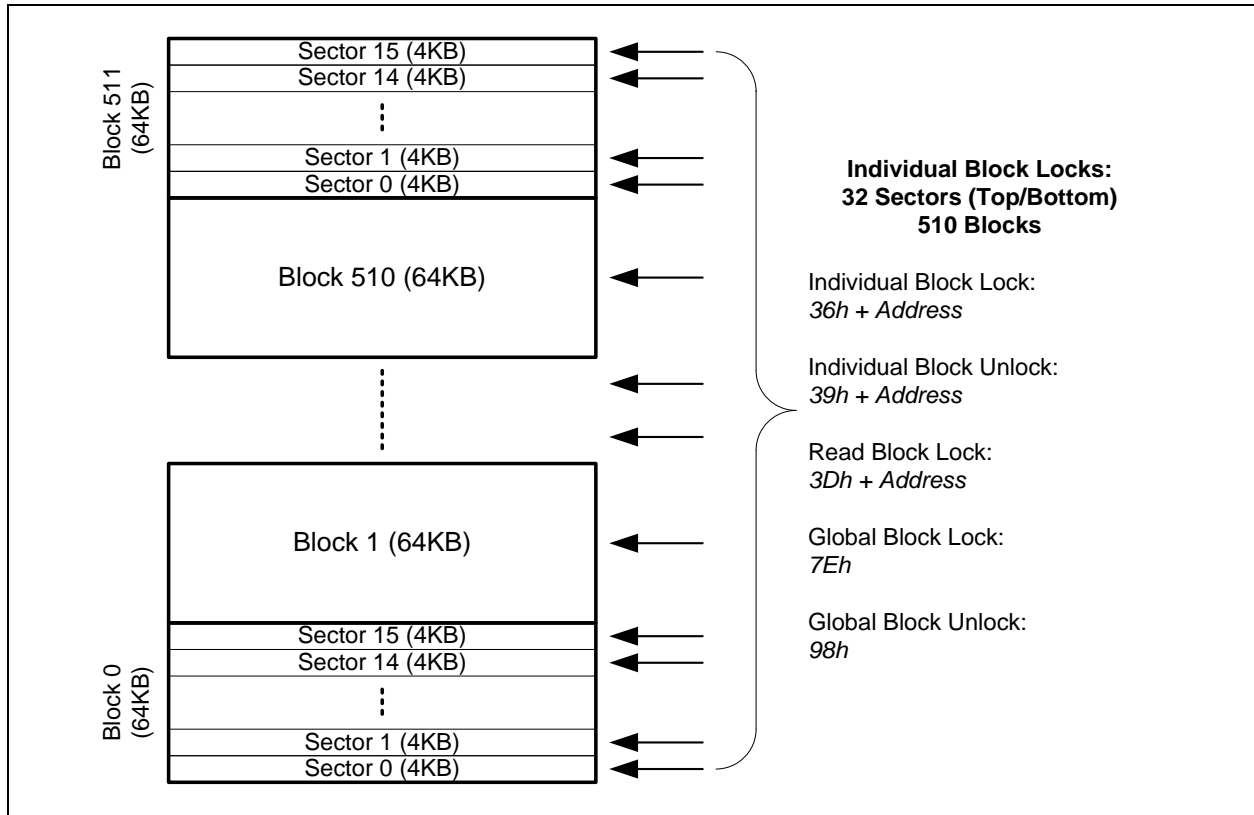 Block 511
(64KB)
Sector 15 (4KB)
Sector 14 (4KB)
Sector 1 (4KB)
Sector 0 (4KB)
Block 510 (64KB)
Block 1 (64KB)
Block 0
(64KB)
Sector 15 (4KB)
Sector 14 (4KB)
Sector 1 (4KB)
Sector 0 (4KB)
Individual Block Locks:
32 Sectors (Top/Bottom)
510 Blocks
Individual Block Lock:
36h + Address
Individual Block Unlock:
39h + Address
Read Block Lock:
3Dh + Address
Global Block Lock:
7Eh
Global Block Unlock:
98h